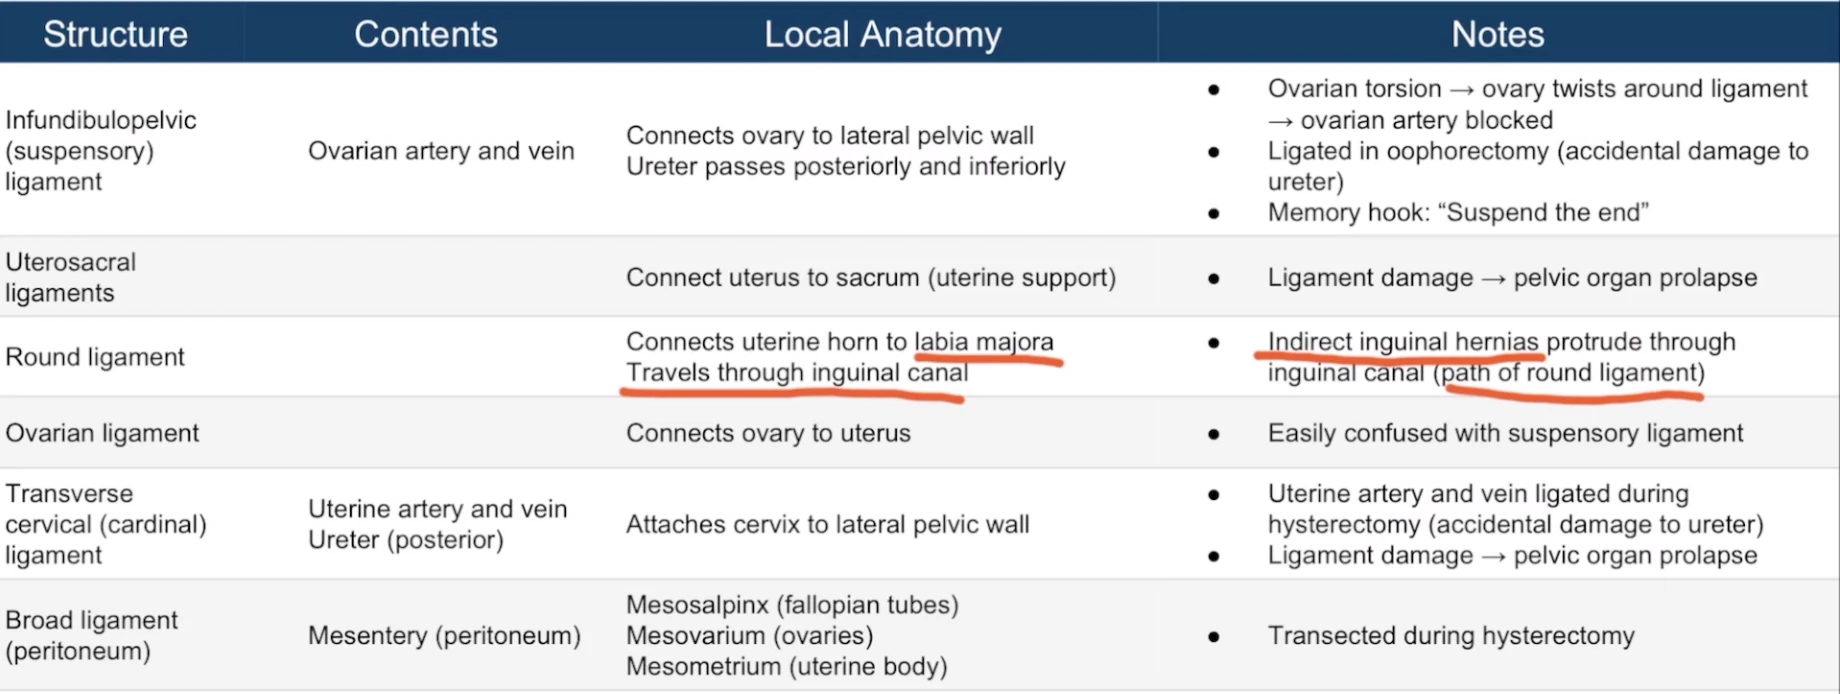 Structure Contents Local Anatomy Notes
Infundibulopelvic
(suspensory)
ligament
Ovarian artery and vein
Connects ovary to lateral pelvic wall
Ureter passes posteriorly and inferiorly
● Ovarian torsion → ovary twists around ligament
→ ovarian artery blocked
● Ligated in oophorectomy (accidental damage to
ureter)
● Memory hook: “Suspend the end”
Uterosacral
ligaments
Connect uterus to sacrum (uterine support)
● Ligament damage → pelvic organ prolapse
Round ligament
Connects uterine horn to labia majora
Travels through inguinal canal
● Indirect inguinal hernias protrude through
inguinal canal (path of round ligament)
Ovarian ligament
Connects ovary to uterus
● Easily confused with suspensory ligament
Transverse
cervical (cardinal)
ligament
Uterine artery and vein
Ureter (posterior)
Attaches cervix to lateral pelvic wall
● Uterine artery and vein ligated during
hysterectomy (accidental damage to ureter)
● Ligament damage → pelvic organ prolapse
Broad ligament
(peritoneum)
Mesentery (peritoneum)
Mesosalpinx (fallopian tubes)
Mesovarium (ovaries)
Mesometrium (uterine body)
● Transected during hysterectomy